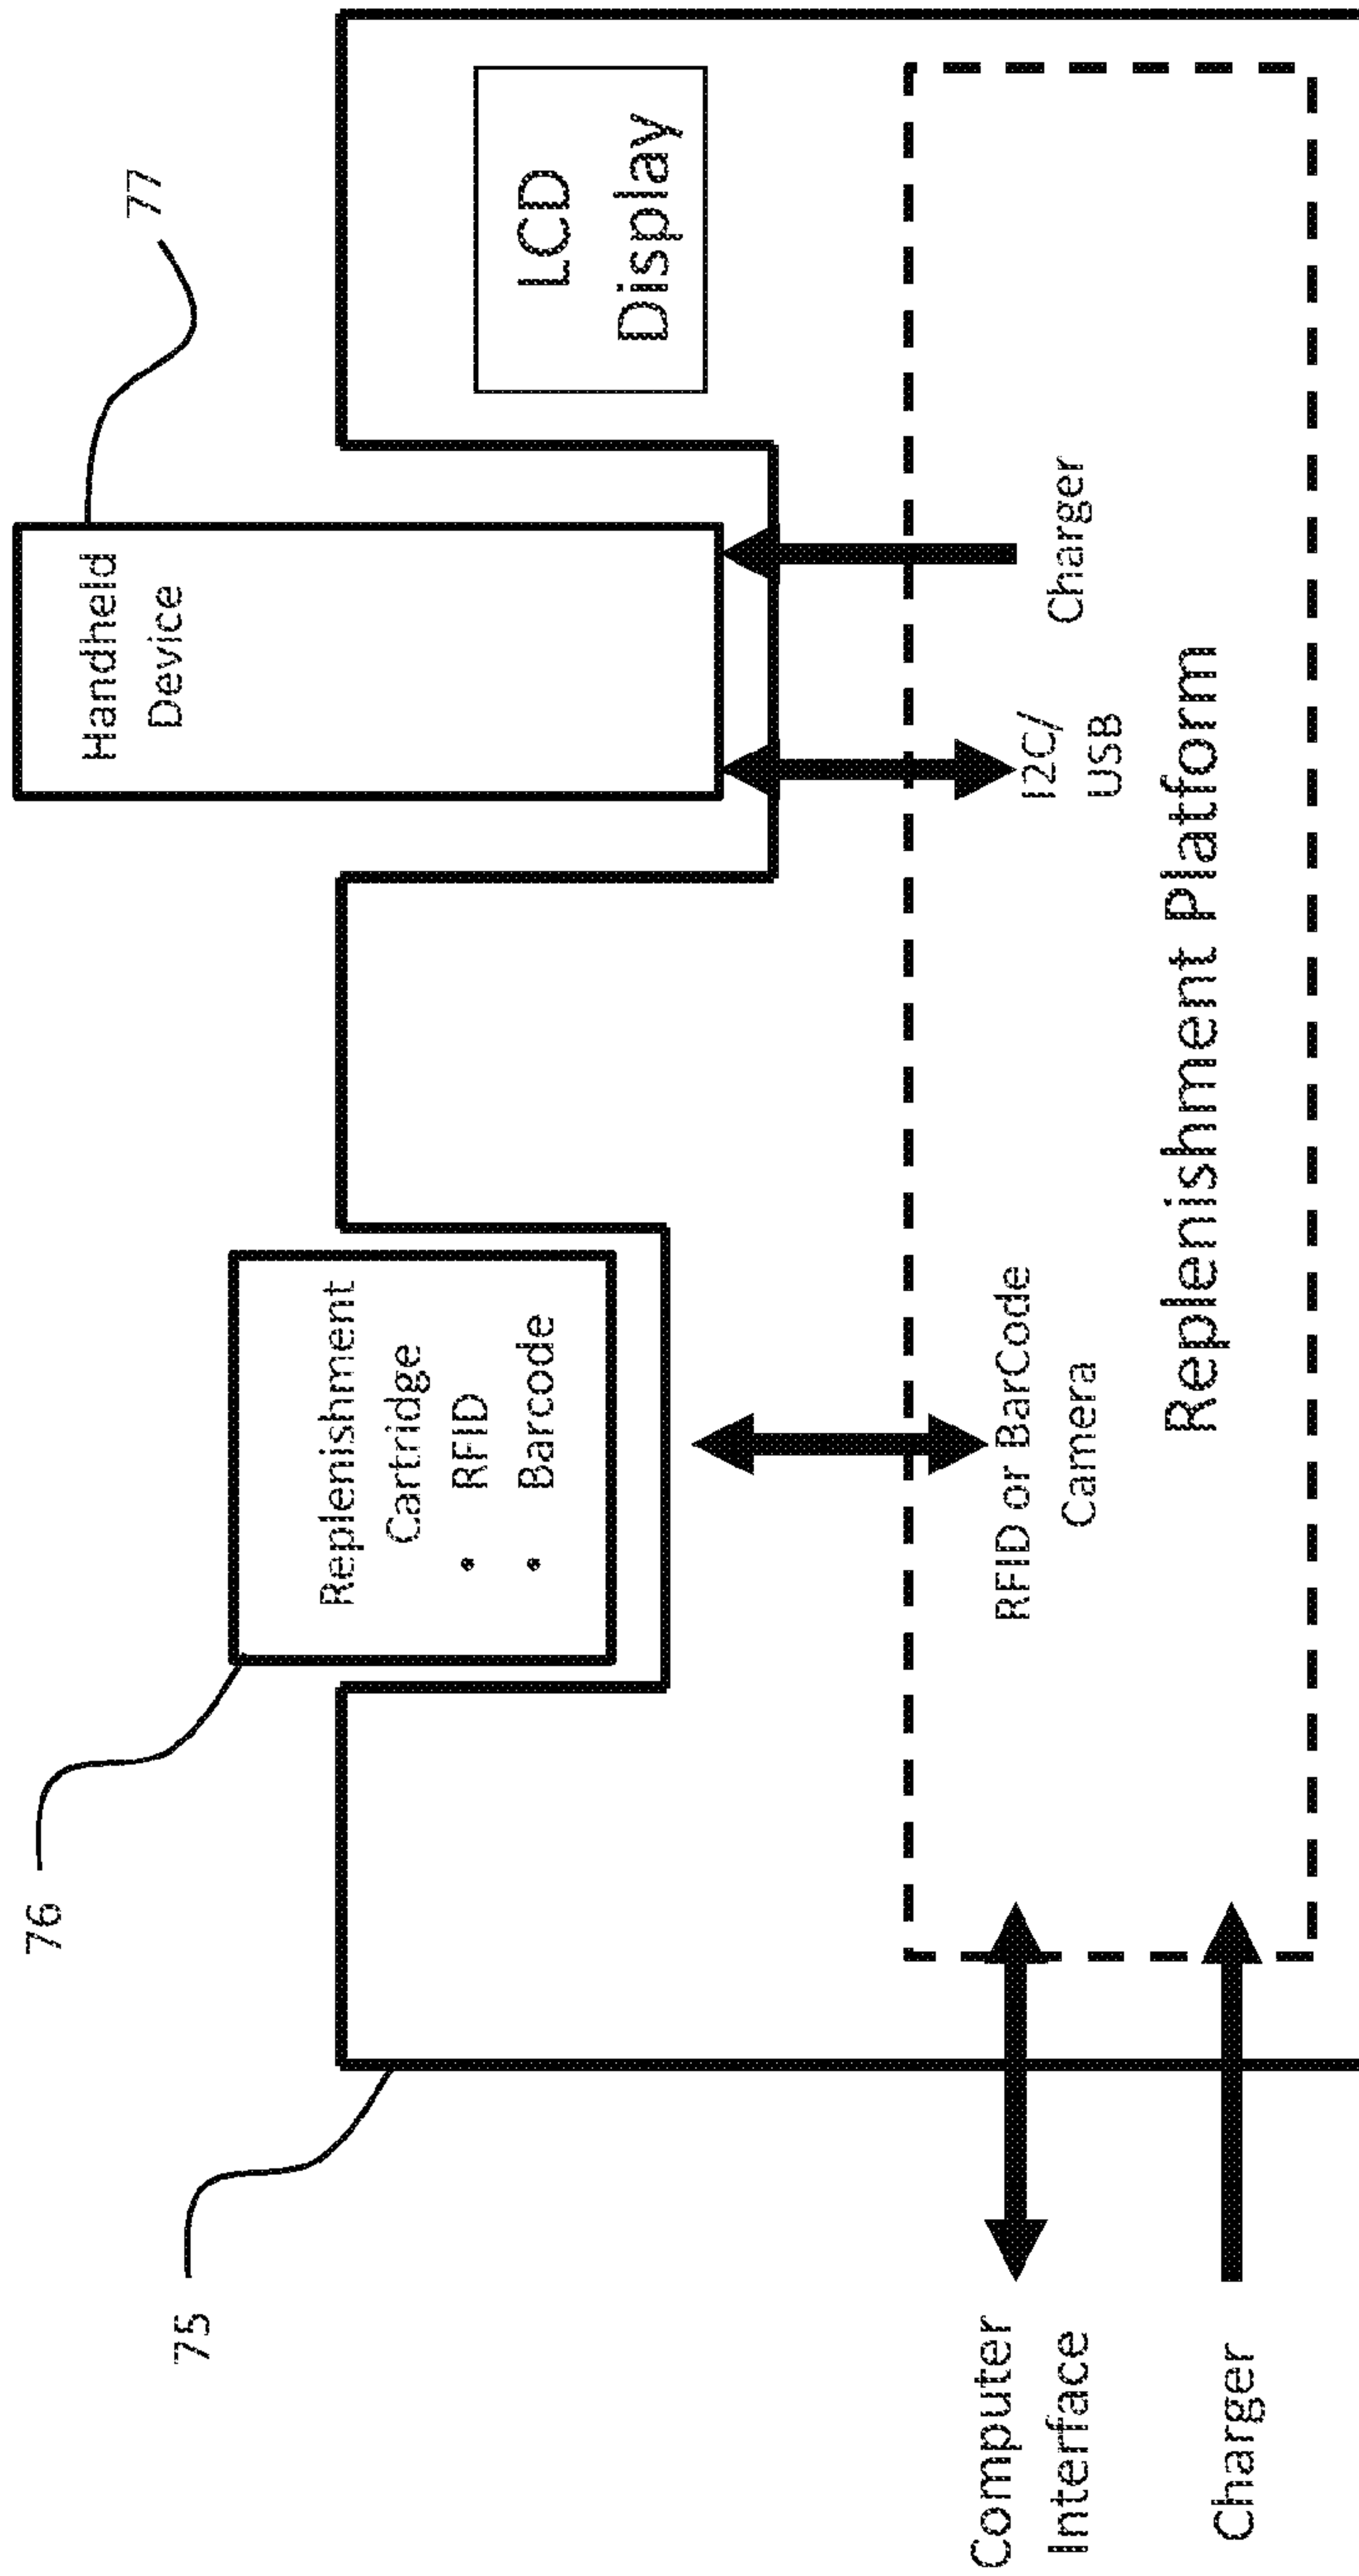 77
Handheld
Device
LCD
Display
76
Replenishment
Cartridge
• RFID
• Barcode
75
I2C/
USB
Charger
RFID or BarCode
Camera
Replenishment Platform
Computer
Interface
Charger